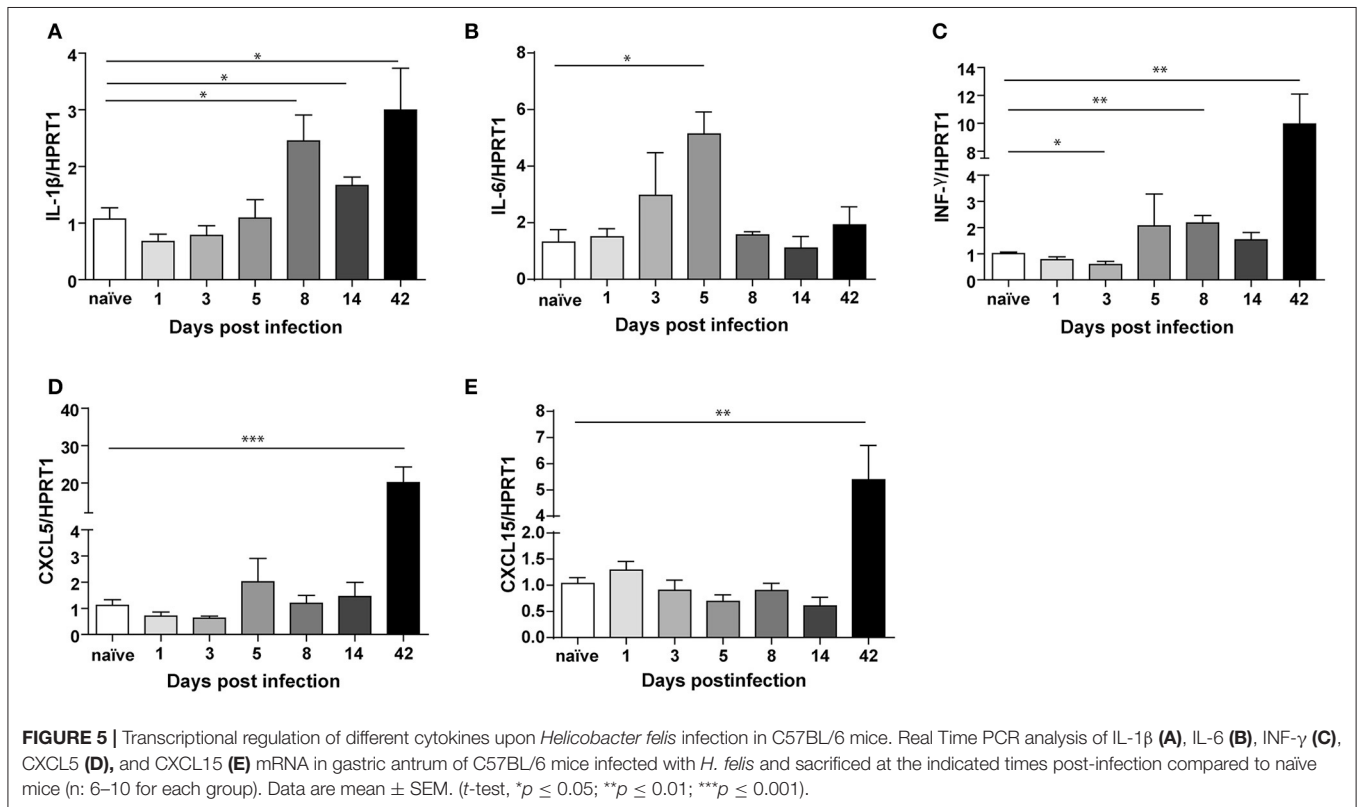 A
IL-1β/HPRT1
4
3
2
1
0
*
*
*
naïve 1 3 5 8 14 42
Days post infection
B
IL-6/HPRT1
8
6
4
2
0
*
naïve 1 3 5 8 14 42
Days post infection
C
INF-γ/HPRT1
14
12
10
8
4
3
2
1
0
**
**
*
naïve 1 3 5 8 14 42
Days post infection
D
CXCL5/HPRT1
40
30
20
4
3
2
1
0
***
naïve 1 3 5 8 14 42
Days post infection
E
CXCL15/HPRT1
8
7
6
5
4
2.0
1.5
1.0
0.5
0.0
**
naïve 1 3 5 8 14 42
Days postinfection
FIGURE 5 | Transcriptional regulation of different cytokines upon Helicobacter felis infection in C57BL/6 mice. Real Time PCR analysis of IL-1β (A), IL-6 (B), INF-γ (C),
CXCL5 (D), and CXCL15 (E) mRNA in gastric antrum of C57BL/6 mice infected with H. felis and sacrificed at the indicated times post-infection compared to naïve
mice (n: 6–10 for each group). Data are mean ± SEM. (t-test, *p ≤ 0.05; **p ≤ 0.01; ***p ≤ 0.001).